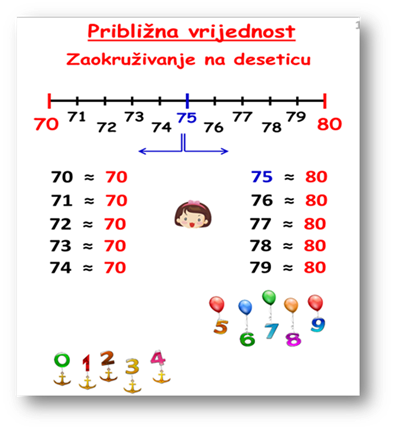 Približna vrijednost
Zaokruživanje na deseticu
70 71 72 73 74 75 76 77 78 79 80
70 ≈ 70
71 ≈ 70
72 ≈ 70
73 ≈ 70
74 ≈ 70
75 ≈ 80
76 ≈ 80
77 ≈ 80
78 ≈ 80
79 ≈ 80
5 6 7 8 9
0 1 2 3 4